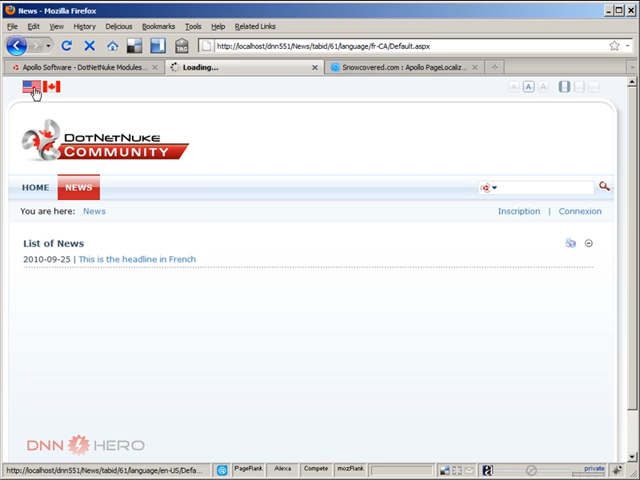 News - Mozilla Firefox
File Edit View History Delicious Bookmarks Tools Help Related Links
http://localhost/dnn551/News/tabid/61/language/fr-CA/Default.aspx
Apollo Software - DotNetNuke Modules...
Loading...
Snowcovered.com : Apollo PageLocaliz...
A A A
DOTNETNUKE
COMMUNITY
HOME NEWS
You are here: News
Inscription | Connexion
List of News
2010-09-25 | This is the headline in French
DNN HERO
http://localhost/dnn551/News/tabid/61/language/en-US/Defa...
PageRank Alexa Compete mozRank
private